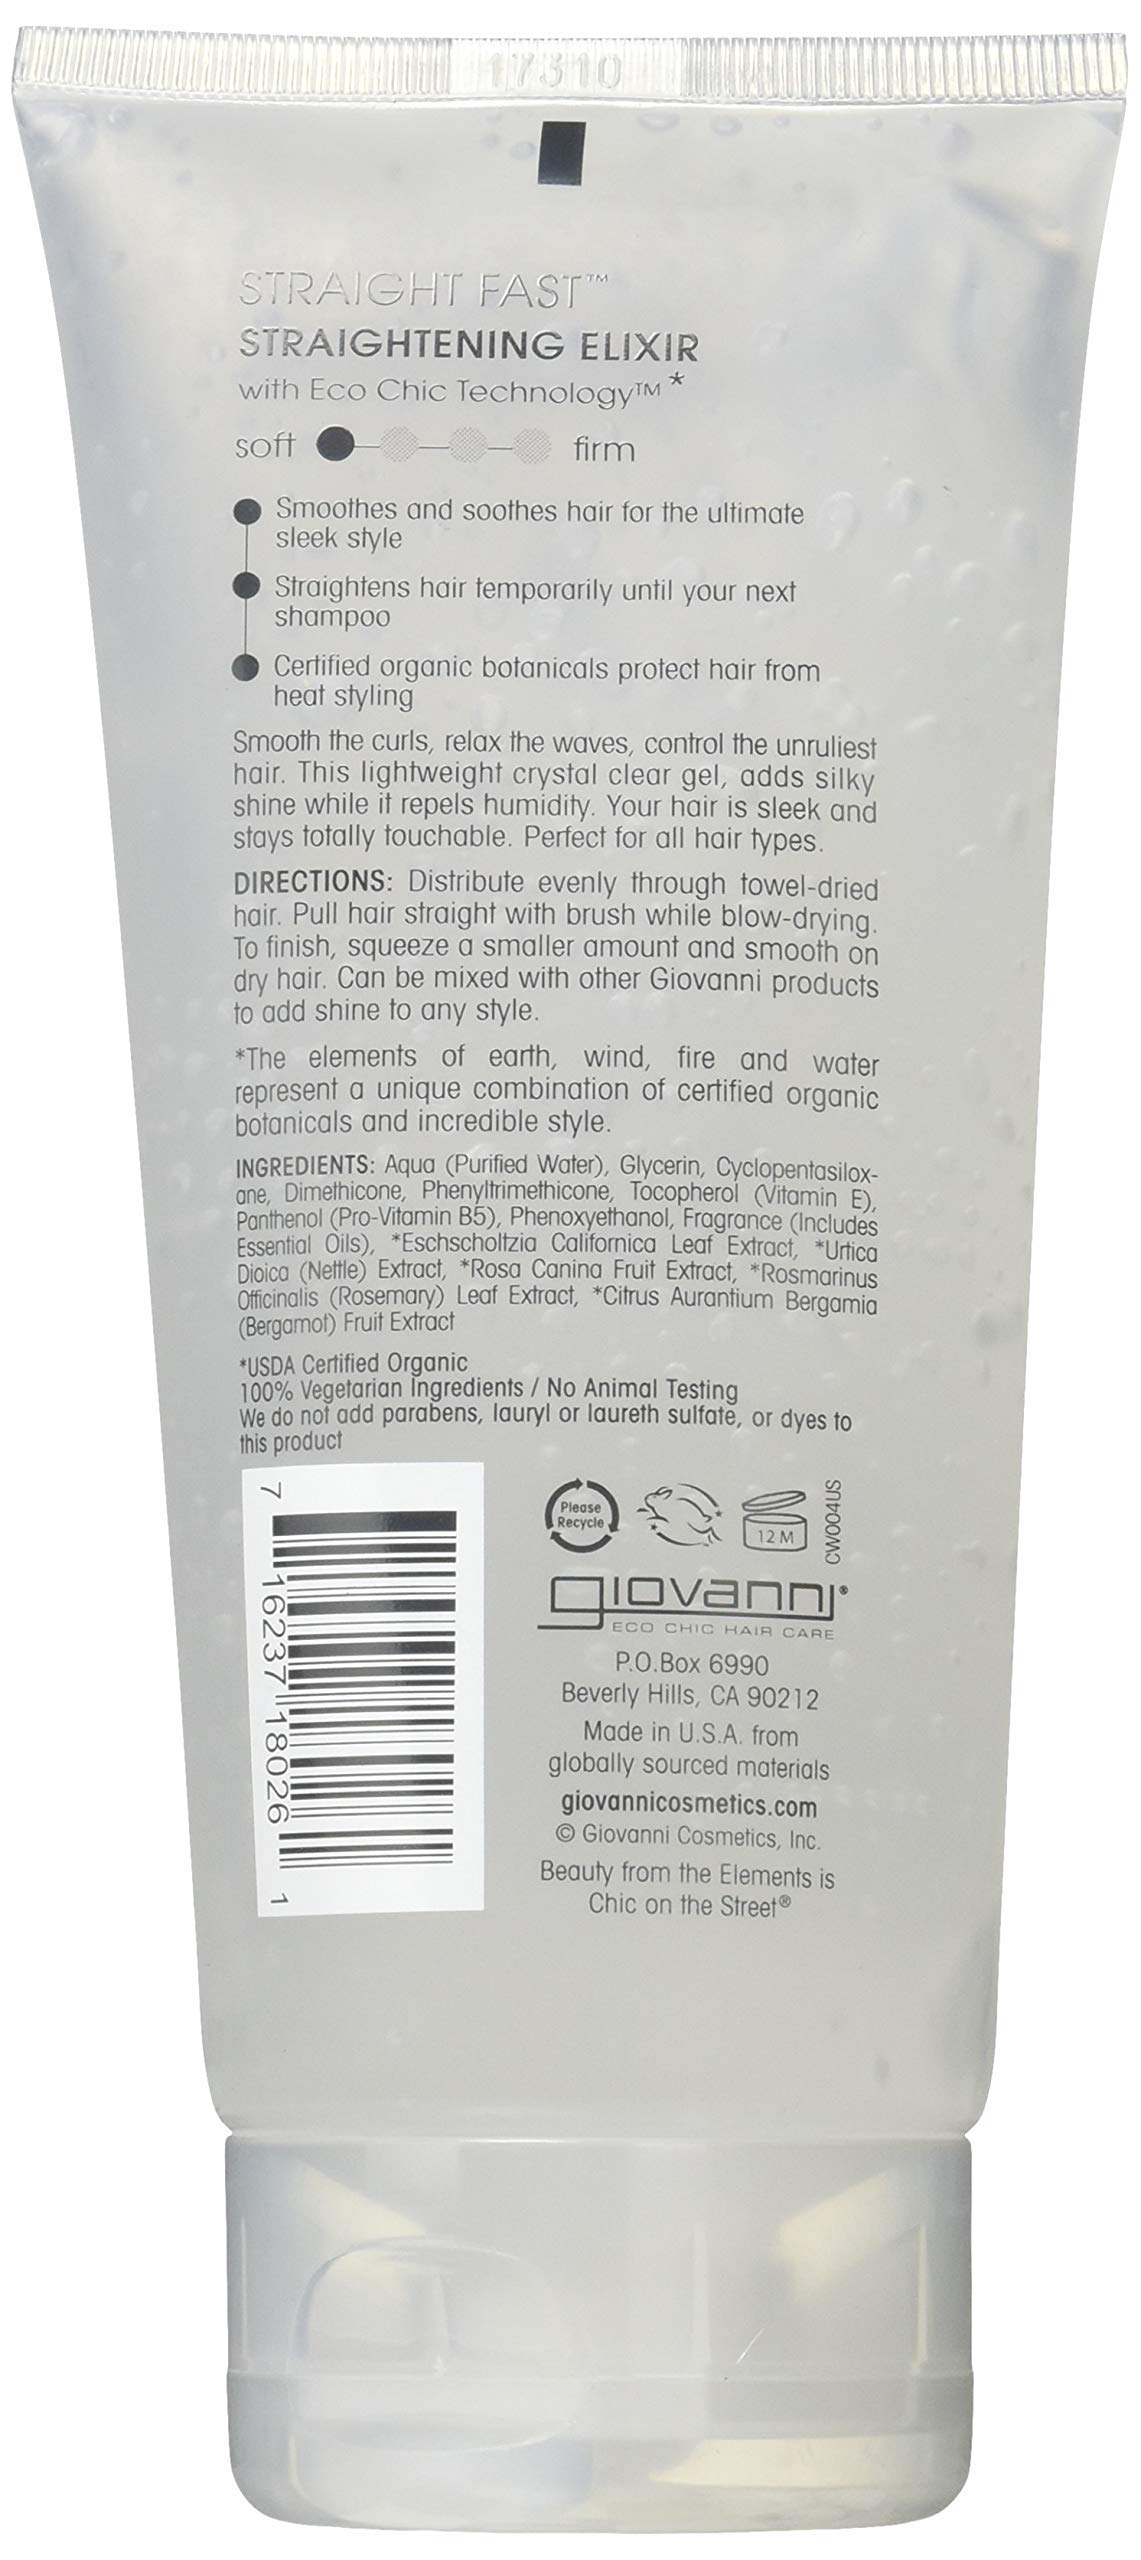 17310
STRAIGHT FAST™
STRAIGHTENING ELIXIR
with Eco Chic Technology™*
soft firm
Smoothes and soothes hair for the ultimate
sleek style
Straightens hair temporarily until your next
shampoo
Certified organic botanicals protect hair from
heat styling
Smooth the curls, relax the waves, control the unruliest
hair. This lightweight crystal clear gel, adds silky
shine while it repels humidity. Your hair is sleek and
stays totally touchable. Perfect for all hair types.
DIRECTIONS: Distribute evenly through towel-dried
hair. Pull hair straight with brush while blow-drying.
To finish, squeeze a smaller amount and smooth on
dry hair. Can be mixed with other Giovanni products
to add shine to any style.
*The elements of earth, wind, fire and water
represent a unique combination of certified organic
botanicals and incredible style.
INGREDIENTS: Aqua (Purified Water), Glycerin, Cyclopentasilox-
ane, Dimethicone, Phenyltrimethicone, Tocopherol (Vitamin E),
Panthenol (Pro-Vitamin B5), Phenoxyethanol, Fragrance (Includes
Essential Oils), *Eschscholtzia Californica Leaf Extract, *Urtica
Dioica (Nettle) Extract, *Rosa Canina Fruit Extract, *Rosmarinus
Officinalis (Rosemary) Leaf Extract, *Citrus Aurantium Bergamia
(Bergamot) Fruit Extract
*USDA Certified Organic
100% Vegetarian Ingredients / No Animal Testing
We do not add parabens, lauryl or laureth sulfate, or dyes to
this product
7 16237 18026 1
Please
Recycle
12 M
CW004US
giovanni®
ECO CHIC HAIR CARE
P.O.Box 6990
Beverly Hills, CA 90212
Made in U.S.A. from
globally sourced materials
giovannicosmetics.com
© Giovanni Cosmetics, Inc.
Beauty from the Elements is
Chic on the Street®